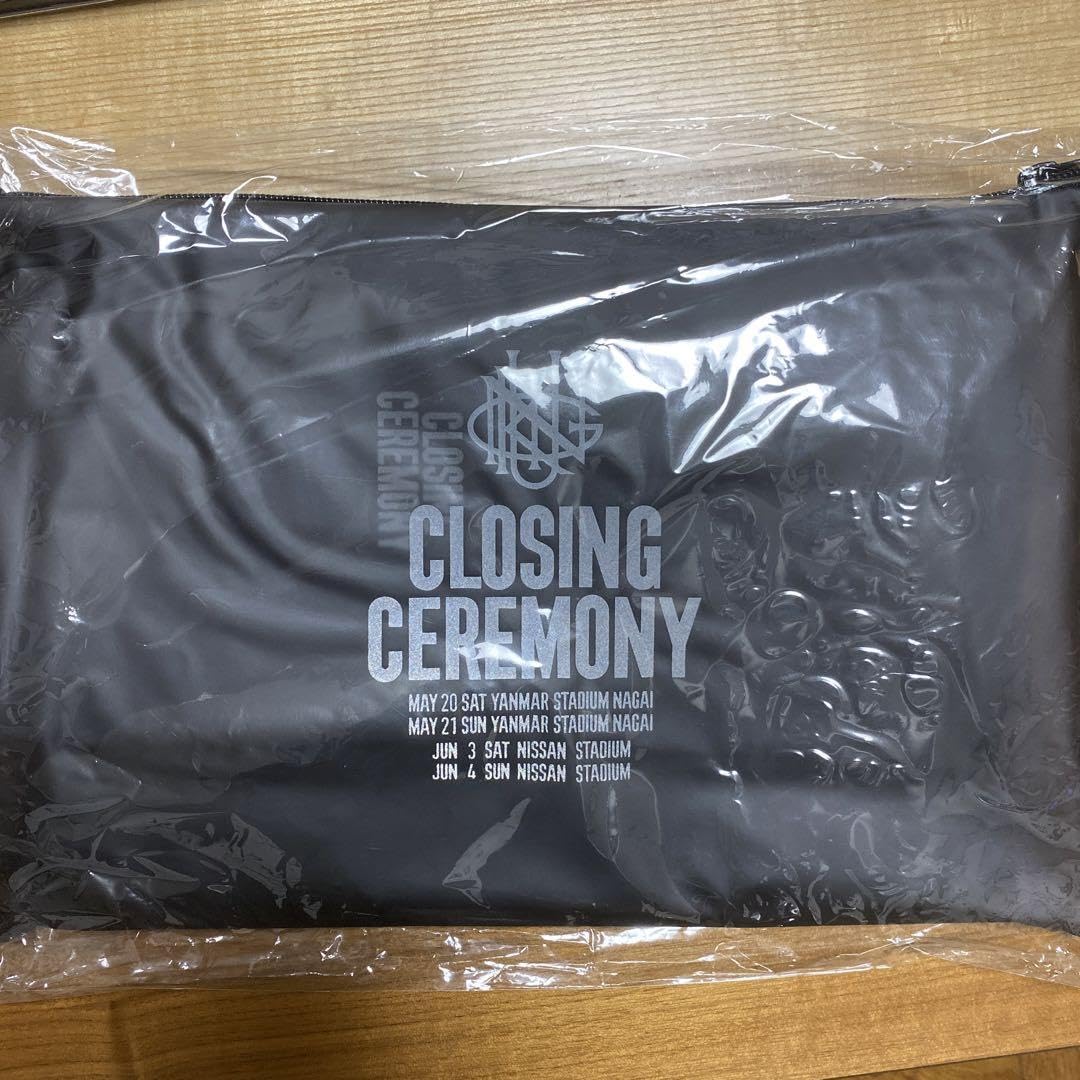 CLOSING
CEREMONY
CLOSING
CEREMONY
MAY 20 SAT YANMAR STADIUM NAGAI
MAY 21 SUN YANMAR STADIUM NAGAI
JUN 3 SAT NISSAN STADIUM
JUN 4 SUN NISSAN STADIUM